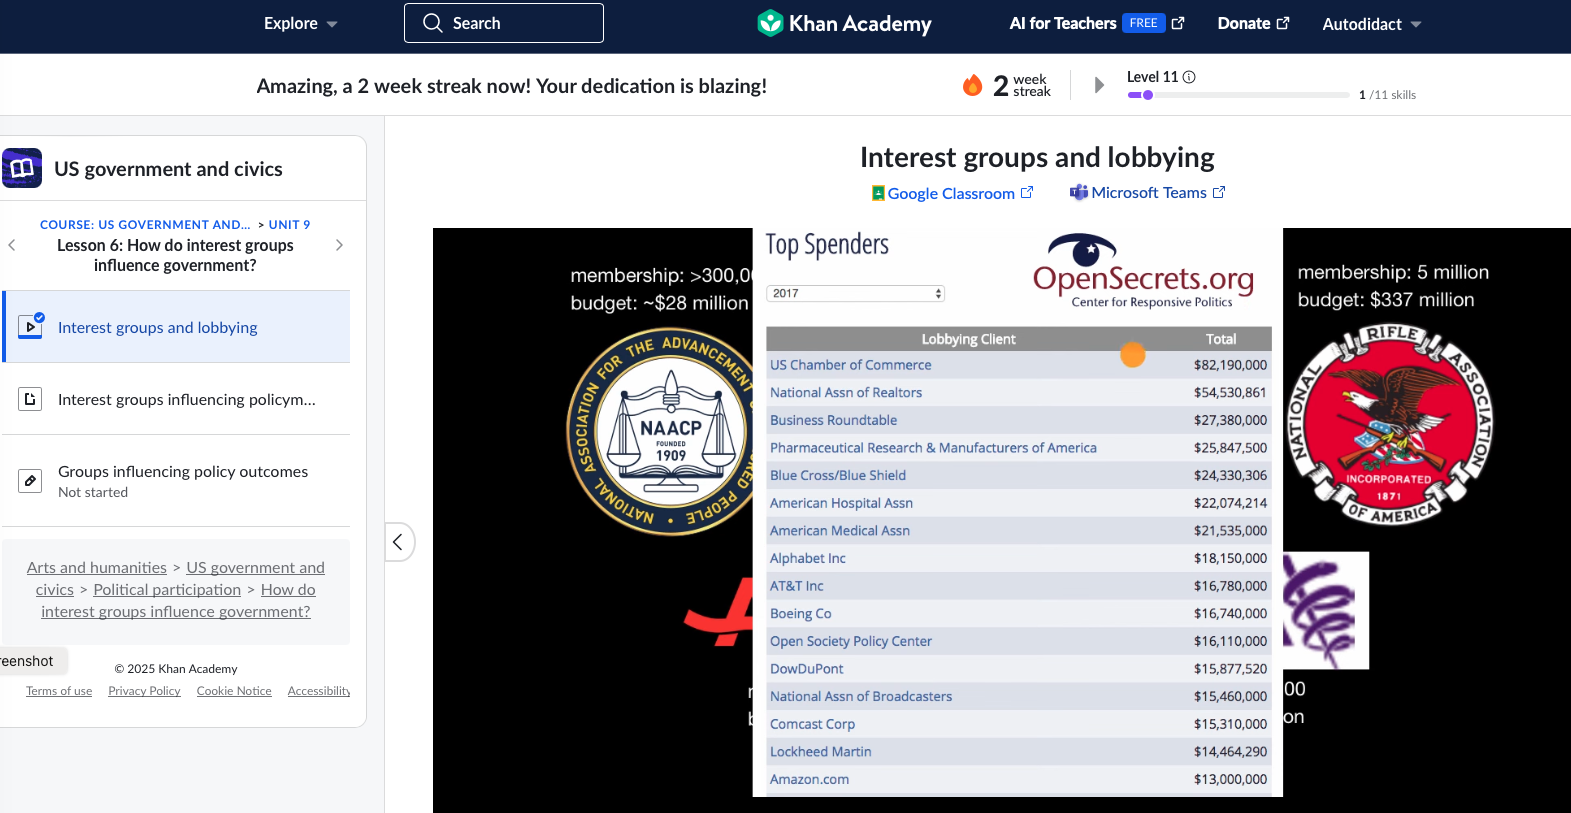 Explore
Search
Khan Academy
AI for Teachers FREE
Donate
Autodidact
Amazing, a 2 week streak now! Your dedication is blazing!
2 week streak
Level 11
1 /11 skills
US government and civics
COURSE: US GOVERNMENT AND... > UNIT 9
Lesson 6: How do interest groups
influence government?
Interest groups and lobbying
Interest groups influencing policym...
Groups influencing policy outcomes
Not started
Arts and humanities > US government and
civics > Political participation > How do
interest groups influence government?
reenshot
© 2025 Khan Academy
Terms of use Privacy Policy Cookie Notice Accessibility
Interest groups and lobbying
Google Classroom
Microsoft Teams
membership: >300,00
budget: ~$28 million
NATIONAL ASSOCIATION FOR THE ADVANCEMENT
ORED PEOPLE
NAACP
FOUNDED
1909
Top Spenders
2017
OpenSecrets.org
Center for Responsive Politics
Lobbying Client Total
US Chamber of Commerce $82,190,000
National Assn of Realtors $54,530,861
Business Roundtable $27,380,000
Pharmaceutical Research & Manufacturers of America $25,847,500
Blue Cross/Blue Shield $24,330,306
American Hospital Assn $22,074,214
American Medical Assn $21,535,000
Alphabet Inc $18,150,000
AT&T Inc $16,780,000
Boeing Co $16,740,000
Open Society Policy Center $16,110,000
DowDuPont $15,877,520
National Assn of Broadcasters $15,460,000
Comcast Corp $15,310,000
Lockheed Martin $14,464,290
Amazon.com $13,000,000
membership: 5 million
budget: $337 million
NATIONAL RIFLE ASSOCIATION
INCORPORATED
1871
OF AMERICA
00
on